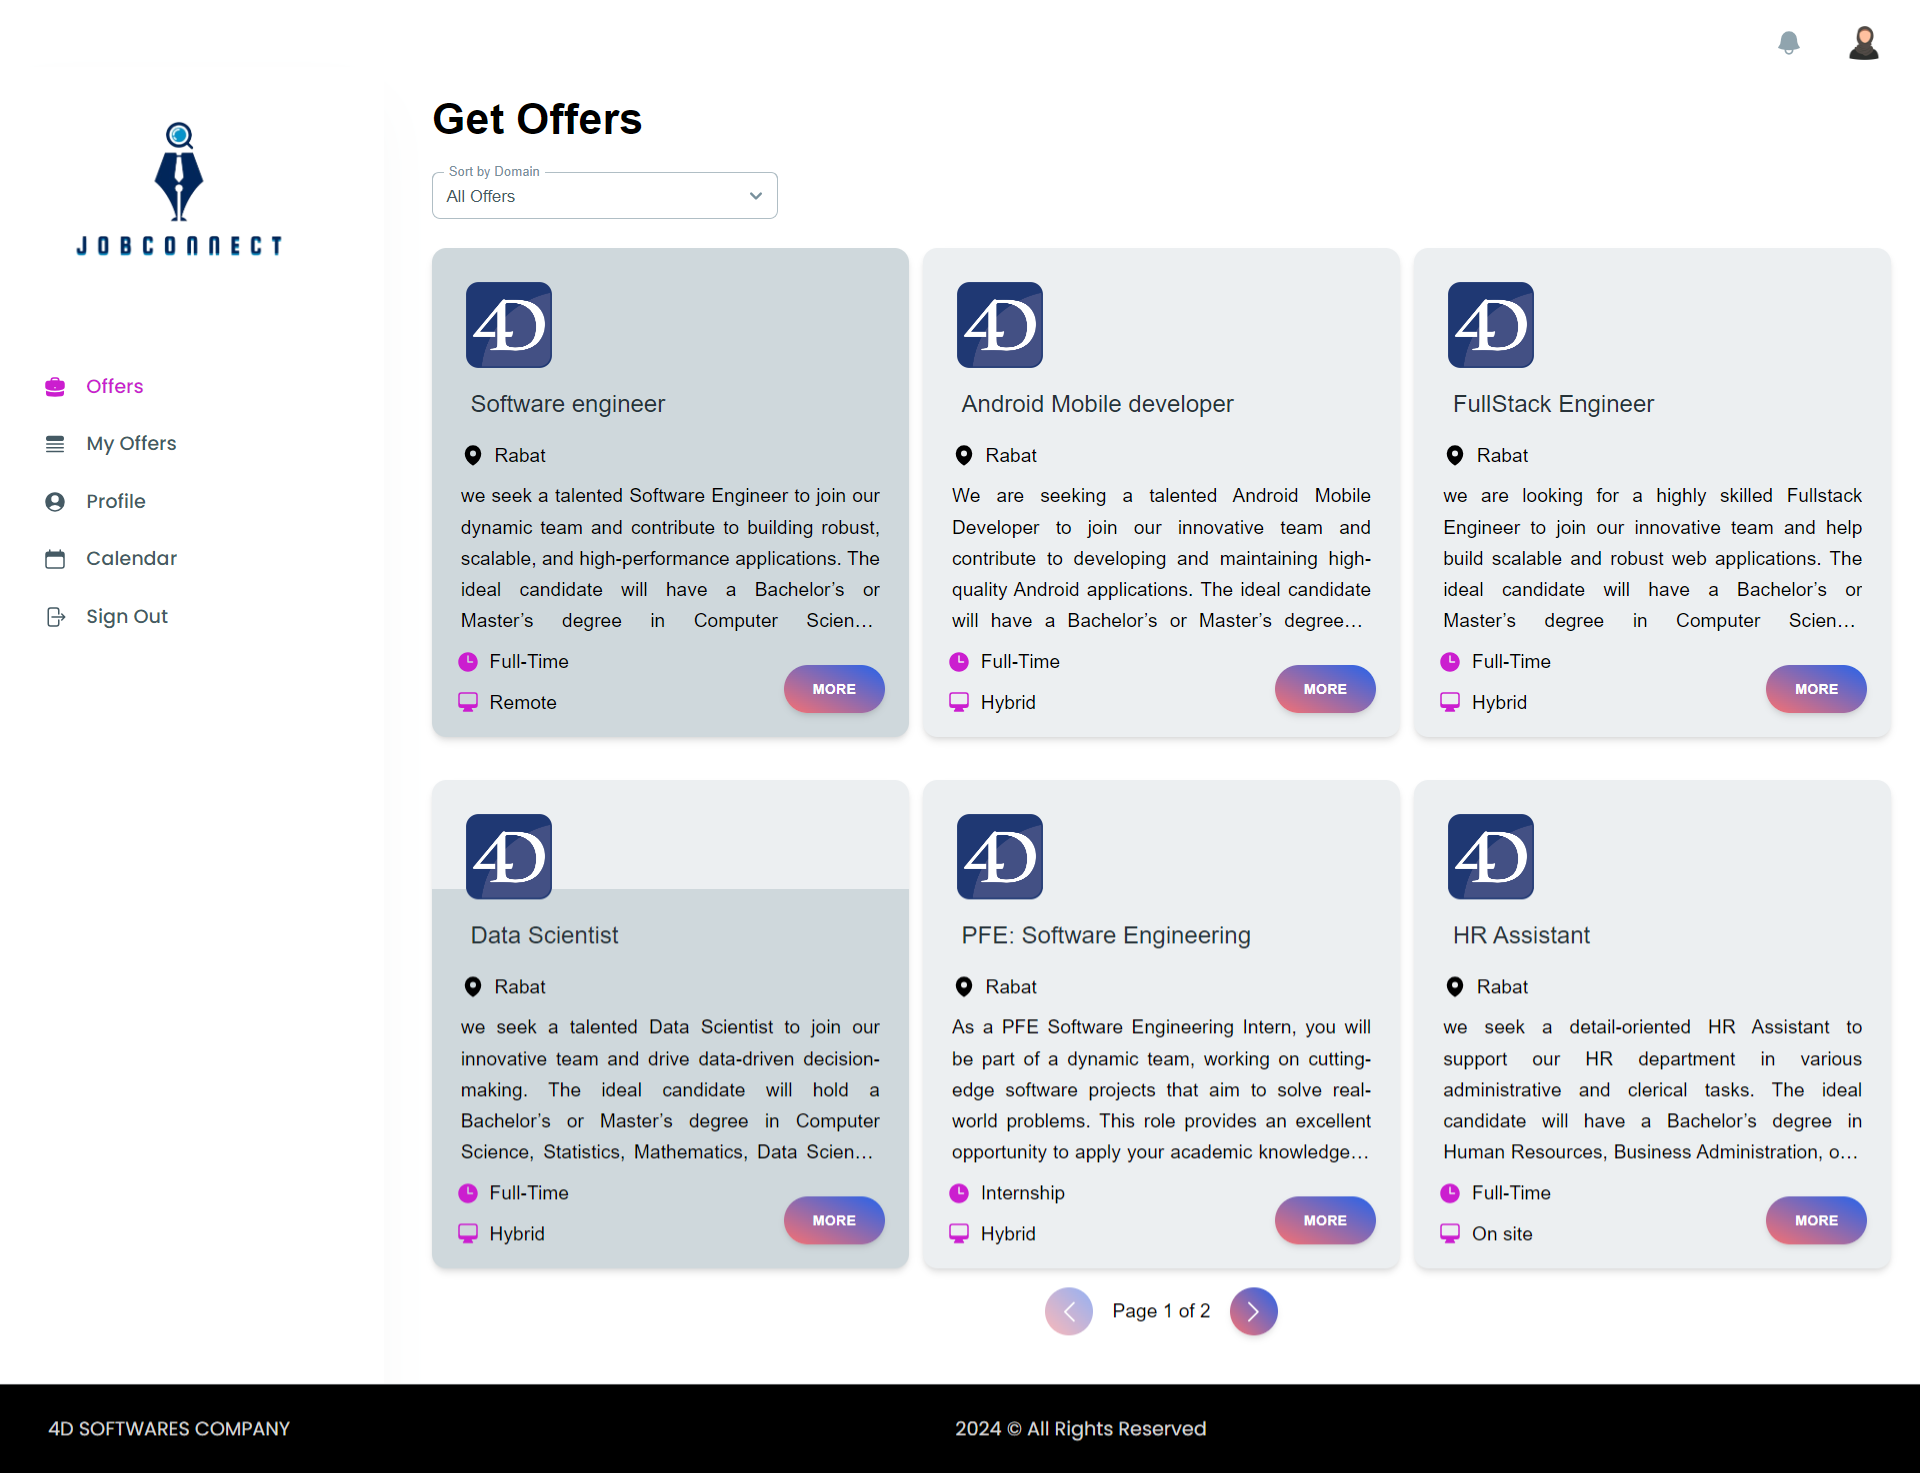 Get Offers
Sort by Domain
All Offers
JOBCONNECT
Offers
My Offers
Profile
Calendar
Sign Out
4D
Software engineer
Rabat
we seek a talented Software Engineer to join our
dynamic team and contribute to building robust,
scalable, and high-performance applications. The
ideal candidate will have a Bachelor’s or
Master’s degree in Computer Scien…
Full-Time
Remote
MORE
4D
Android Mobile developer
Rabat
We are seeking a talented Android Mobile
Developer to join our innovative team and
contribute to developing and maintaining high-
quality Android applications. The ideal candidate
will have a Bachelor’s or Master’s degree…
Full-Time
Hybrid
MORE
4D
FullStack Engineer
Rabat
we are looking for a highly skilled Fullstack
Engineer to join our innovative team and help
build scalable and robust web applications. The
ideal candidate will have a Bachelor’s or
Master’s degree in Computer Scien…
Full-Time
Hybrid
MORE
4D
Data Scientist
Rabat
we seek a talented Data Scientist to join our
innovative team and drive data-driven decision-
making. The ideal candidate will hold a
Bachelor’s or Master’s degree in Computer
Science, Statistics, Mathematics, Data Scien…
Full-Time
Hybrid
MORE
4D
PFE: Software Engineering
Rabat
As a PFE Software Engineering Intern, you will
be part of a dynamic team, working on cutting-
edge software projects that aim to solve real-
world problems. This role provides an excellent
opportunity to apply your academic knowledge…
Internship
Hybrid
MORE
4D
HR Assistant
Rabat
we seek a detail-oriented HR Assistant to
support our HR department in various
administrative and clerical tasks. The ideal
candidate will have a Bachelor’s degree in
Human Resources, Business Administration, o…
Full-Time
On site
MORE
Page 1 of 2
4D SOFTWARES COMPANY
2024 © All Rights Reserved